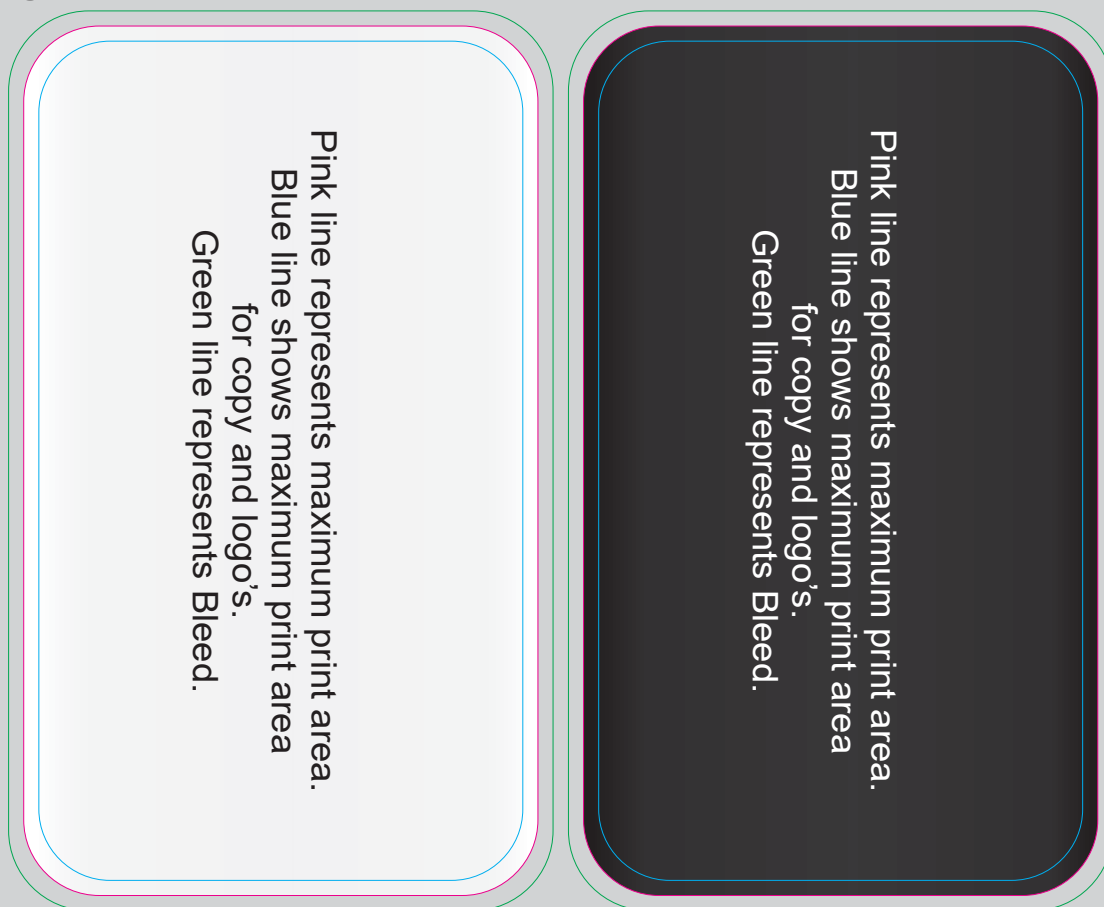 Pink line represents maximum print area.
Blue line shows maximum print area
for copy and logo’s.
Green line represents Bleed.
Pink line represents maximum print area.
Blue line shows maximum print area
for copy and logo’s.
Green line represents Bleed.